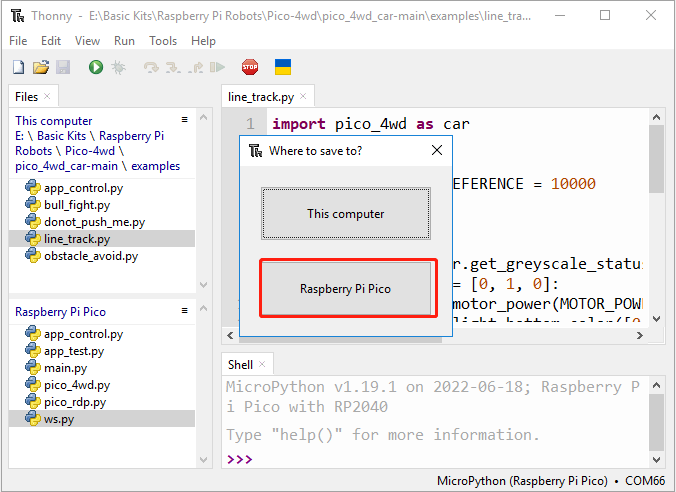 Thonny - E:\Basic Kits\Raspberry Pi Robots\Pico-4wd\pico_4wd_car-main\examples\line_trac...
File Edit View Run Tools Help
STOP
Files
This computer
E: \ Basic Kits \ Raspberry Pi
Robots \ Pico-4wd \
pico_4wd_car-main \ examples
app_control.py
bull_fight.py
donot_push_me.py
line_track.py
obstacle_avoid.py
Raspberry Pi Pico
app_control.py
app_test.py
main.py
pico_4wd.py
pico_rdp.py
ws.py
line_track.py
1 import pico_4wd as car
EFERENCE = 10000
r.get_greyscale_status
= [0, 1, 0]:
motor_power(MOTOR_POW
Where to save to?
This computer
Raspberry Pi Pico
Shell
MicroPython v1.19.1 on 2022-06-18; Raspberry P
i Pico with RP2040
Type "help()" for more information.
>>>
MicroPython (Raspberry Pi Pico) • COM66